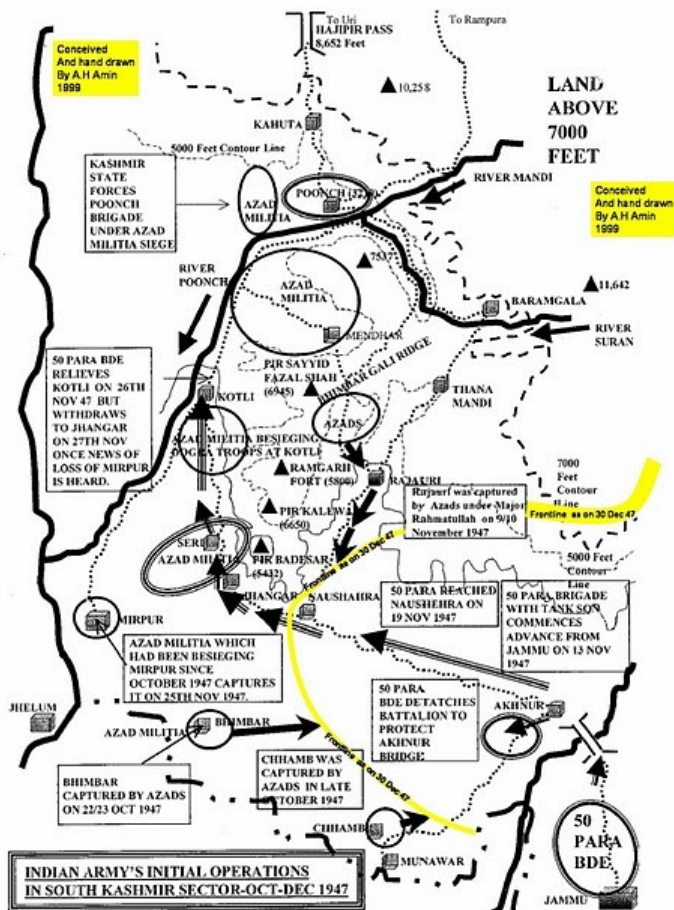 To Uri
To Rampura
HAJIPIR PASS
8,652 Feet
Conceived
And hand drawn
By A.H Amin
1999
10,258
LAND
ABOVE
7000
FEET
KAHUTA
5000 Feet Contour Line
KASHMIR
STATE
FORCES
POONCH
BRIGADE
UNDER AZAD
MILITIA SIEGE
AZAD
MILITIA
POONCH
RIVER MANDI
Conceived
And hand drawn
By A.H Amin
1999
RIVER
POONCH
7537
11,642
AZAD
MILITIA
BARAMGALA
MENDHAR
RIVER
SURAN
50 PARA BDE
RELIEVES
KOTLI ON 26TH
NOV 47 BUT
WITHDRAWS
TO JHANGAR
ON 27TH NOV
ONCE NEWS OF
LOSS OF MIRPUR
IS HEARD.
PIR SAYYID
FAZAL SHAH
(6945)
BHIMBAR GALI RIDGE
THANA
MANDI
KOTLI
AZADS
AZAD MILITIA BESIEGING
DOGRA TROOPS AT KOTLI
RAMGARH
FORT (5800)
RAJAURI
7000
Feet
Contour
Line
Rajauri was captured
by Azads under Major
Rahmatullah on 9/10
November 1947
Frontline as on 30 Dec 47
PIR KALEWA
(6650)
SERI
AZAD MILITIA
PIR BADESAR
(5432)
Frontline as on 30 Dec 47
5000 Feet
Contour
Line
JHANGAR
NAUSHAHRA
50 PARA REACHED
NAUSHEHRA ON
19 NOV 1947
50 PARA BRIGADE
WITH TANK SQN
COMMENCES
ADVANCE FROM
JAMMU ON 13 NOV
1947
MIRPUR
AZAD MILITIA WHICH
HAD BEEN BESIEGING
MIRPUR SINCE
OCTOBER 1947 CAPTURES
IT ON 25TH NOV 1947.
50 PARA
BDE DETATCHES
BATTALION TO
PROTECT
AKHNUR
BRIDGE
AKHNUR
JHELUM
AZAD MILITIA
BHIMBAR
Frontline as on 30 Dec 47
BHIMBAR
CAPTURED BY AZADS
ON 22/23 OCT 1947
CHHAMB WAS
CAPTURED BY
AZADS IN LATE
OCTOBER 1947
CHHAMB
MUNAWAR
50
PARA
BDE
JAMMU
INDIAN ARMY'S INITIAL OPERATIONS
IN SOUTH KASHMIR SECTOR-OCT-DEC 1947